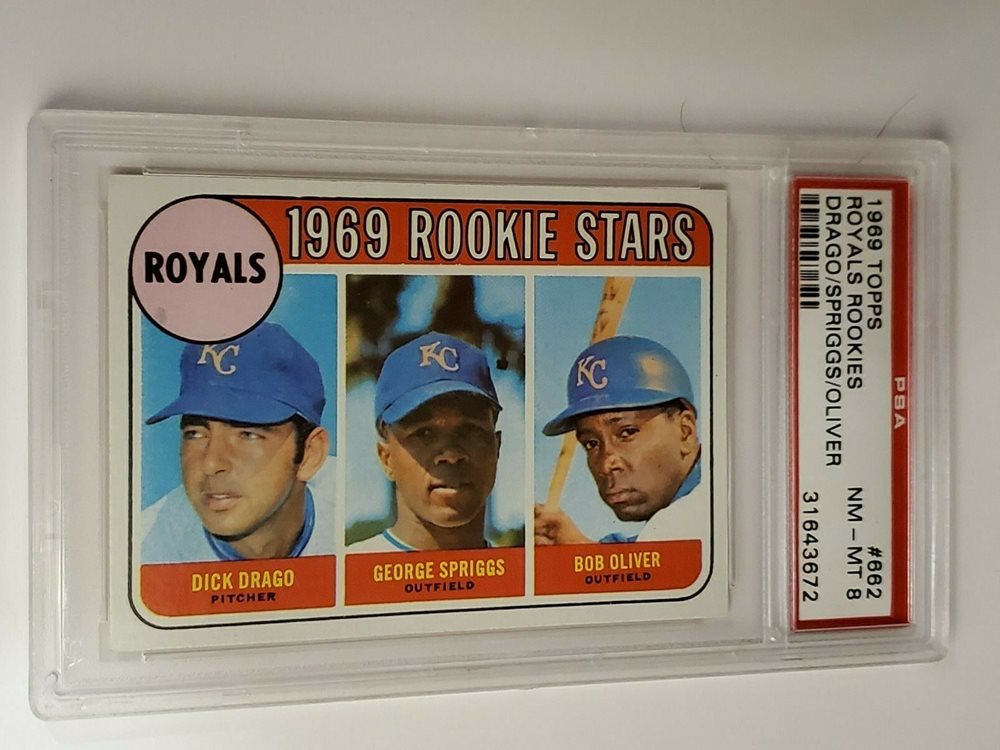 ROYALS
1969 ROOKIE STARS
KC
KC
KC
DICK DRAGO
PITCHER
GEORGE SPRIGGS
OUTFIELD
BOB OLIVER
OUTFIELD
PSA
1969 TOPPS #662
ROYALS ROOKIES NM - MT 8
DRAGO/SPRIGGS/OLIVER
31643672